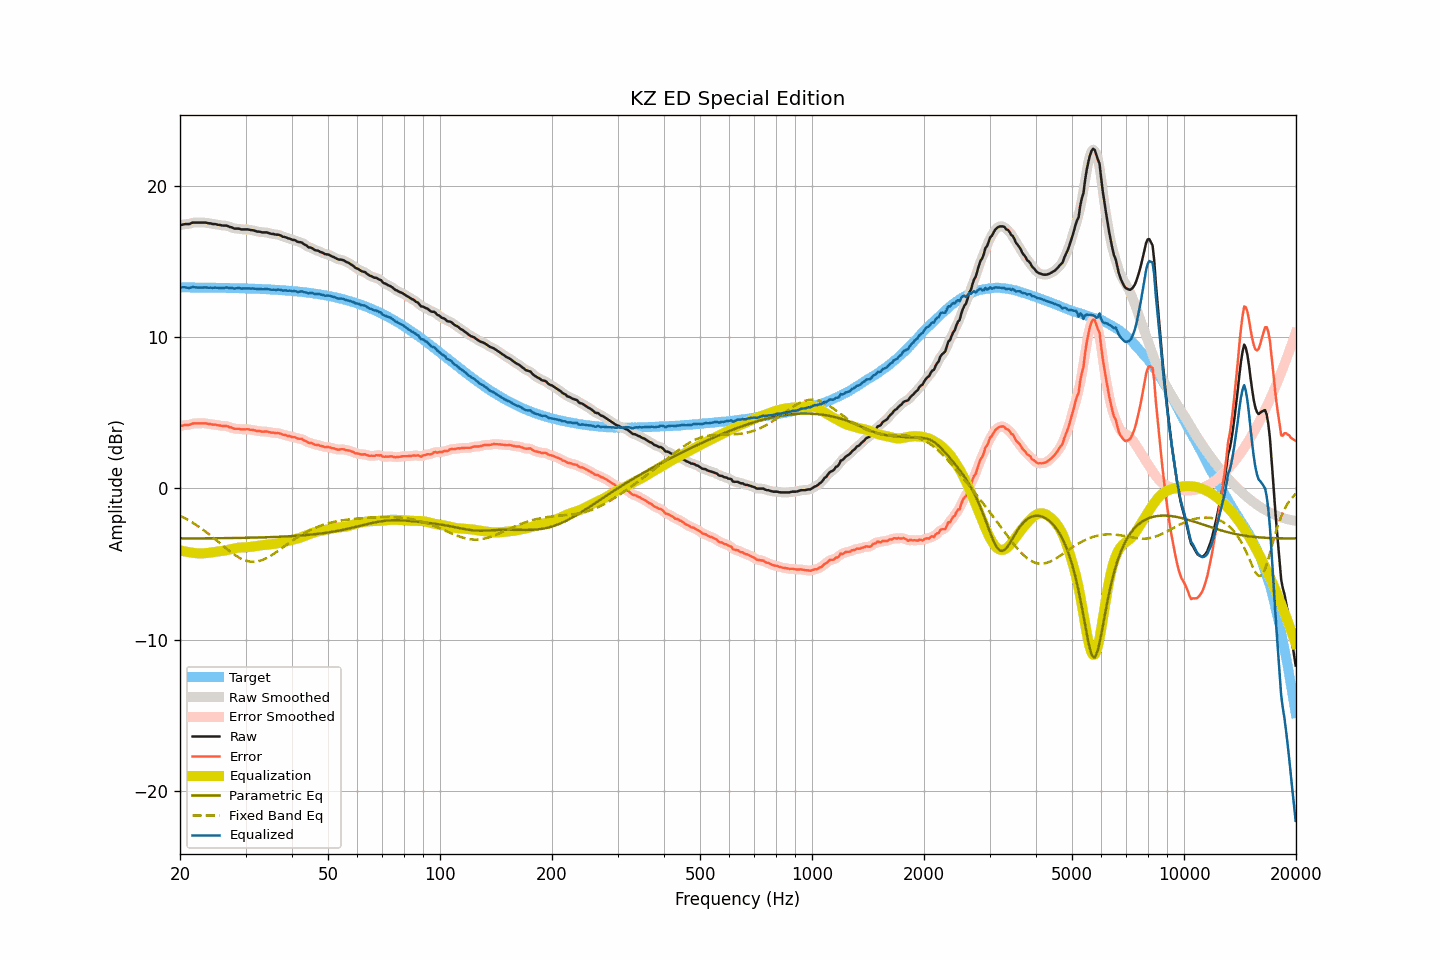 KZ ED Special Edition
Amplitude (dBr)
20
10
0
−10
−20
Target
Raw Smoothed
Error Smoothed
Raw
Error
Equalization
Parametric Eq
Fixed Band Eq
Equalized
20 50 100 200 500 1000 2000 5000 10000 20000
Frequency (Hz)